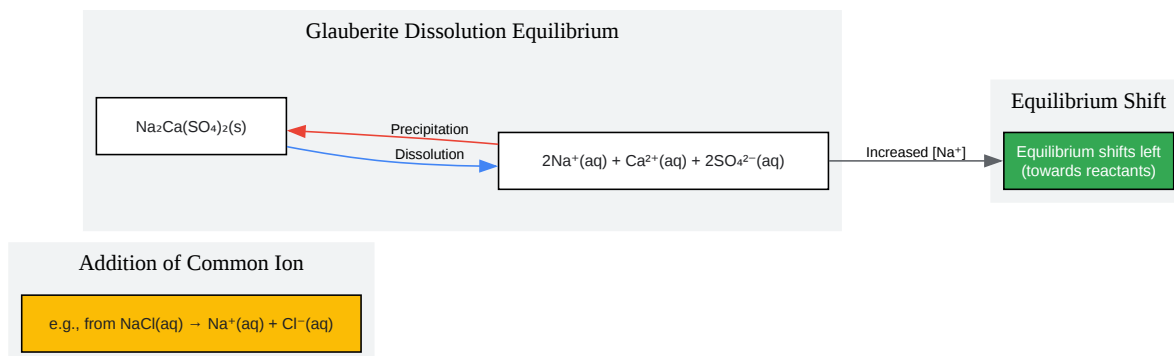 Glauberite Dissolution Equilibrium
Na₂Ca(SO₄)₂(s)
Precipitation
Dissolution
2Na⁺(aq) + Ca²⁺(aq) + 2SO₄²⁻(aq)
Increased [Na⁺]
Equilibrium Shift
Equilibrium shifts left
(towards reactants)
Addition of Common Ion
e.g., from NaCl(aq) → Na⁺(aq) + Cl⁻(aq)